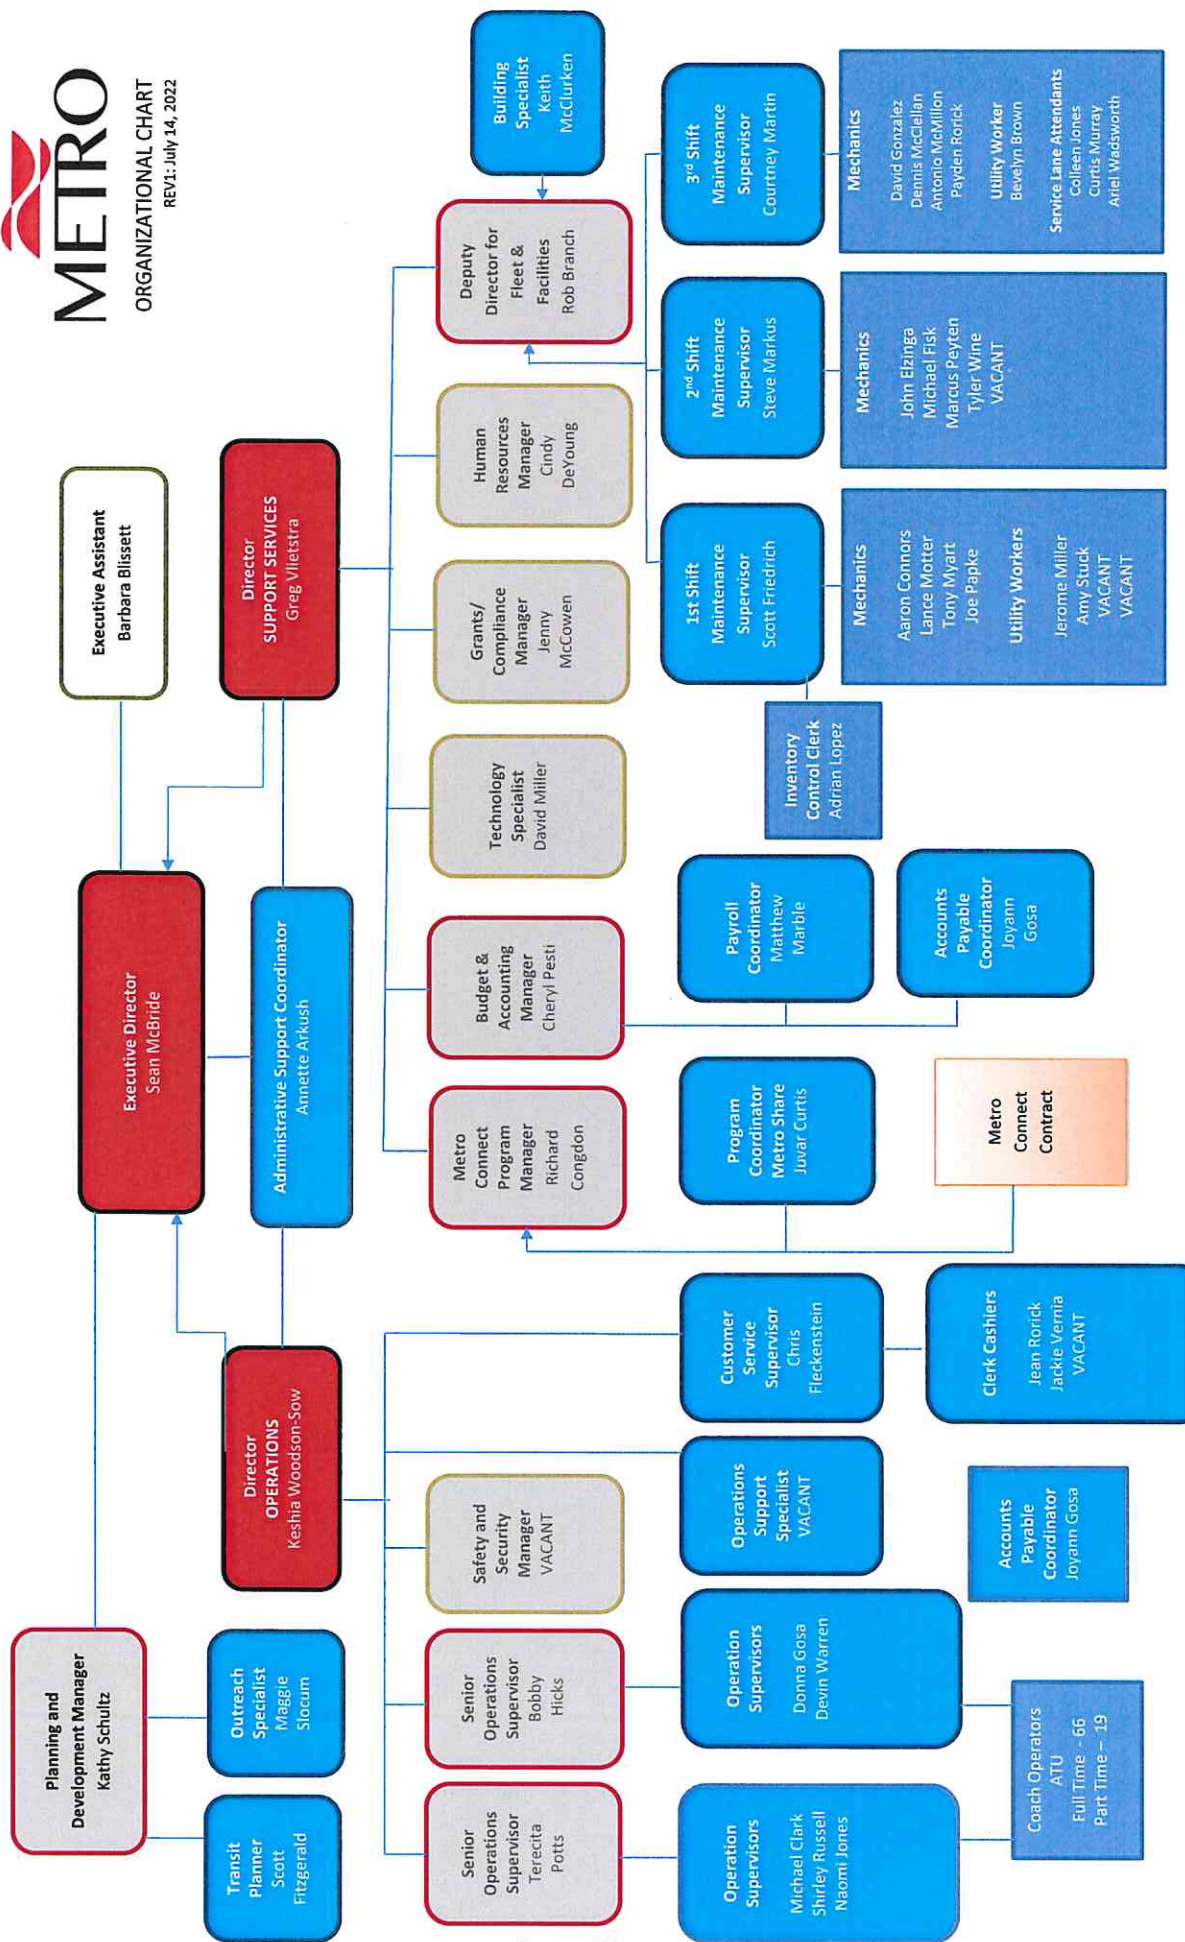 METRO
ORGANIZATIONAL CHART
REV1: July 14, 2022
Executive Assistant
Barbara Blissett
Executive Director
Sean McBride
Planning and
Development Manager
Kathy Schultz
Transit
Planner
Scott
Fitzgerald
Outreach
Specialist
Maggie
Slocum
Administrative Support Coordinator
Annette Arkush
Director
OPERATIONS
Keshia Woodson-Sow
Director
SUPPORT SERVICES
Greg Vlietstra
Senior
Operations
Supervisor
Terecita
Potts
Senior
Operations
Supervisor
Bobby
Hicks
Safety and
Security
Manager
VACANT
Metro
Connect
Program
Manager
Richard
Congdon
Budget &
Accounting
Manager
Cheryl Pesti
Technology
Specialist
David Miller
Grants/
Compliance
Manager
Jenny
McCowen
Human
Resources
Manager
Cindy
DeYoung
Deputy
Director for
Fleet &
Facilities
Rob Branch
Building
Specialist
Keith
McClurken
Operation
Supervisors
Michael Clark
Shirley Russell
Naomi Jones
Operation
Supervisors
Donna Gosa
Devin Warren
Operations
Support
Specialist
VACANT
Customer
Service
Supervisor
Chris
Fleckenstein
Program
Coordinator
Metro Share
Juvar Curtis
Payroll
Coordinator
Matthew
Marble
Inventory
Control Clerk
Adrian Lopez
1st Shift
Maintenance
Supervisor
Scott Friedrich
2nd Shift
Maintenance
Supervisor
Steve Markus
3rd Shift
Maintenance
Supervisor
Courtney Martin
Coach Operators
ATU
Full Time - 66
Part Time – 19
Accounts
Payable
Coordinator
Joyann Gosa
Clerk Cashiers
Jean Rorick
Jackie Vernia
VACANT
Metro
Connect
Contract
Accounts
Payable
Coordinator
Joyann
Gosa
Mechanics
Aaron Connors
Lance Motter
Tony Myart
Joe Papke
Utility Workers
Jerome Miller
Amy Stuck
VACANT
VACANT
Mechanics
John Elzinga
Michael Fisk
Marcus Peyten
Tyler Wine
VACANT
Mechanics
David Gonzalez
Dennis McClellan
Antonio McMillon
Payden Rorick
Utility Worker
Bevelyn Brown
Service Lane Attendants
Colleen Jones
Curtis Murray
Ariel Wadsworth